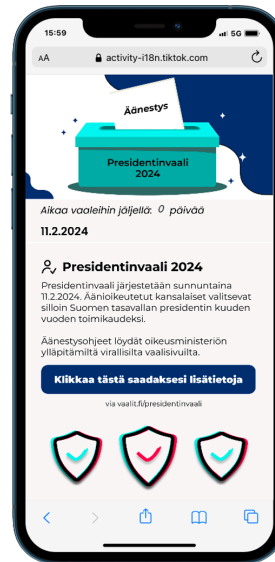 15:59
5G
AA
activity-i18n.tiktok.com
Äänestys
Presidentinvaali
2024
Aikaa vaaleihin jäljellä: 0 päivää
11.2.2024
Presidentinvaali 2024
Presidentinvaali järjestetään sunnuntaina
11.2.2024. Äänioikeutetut kansalaiset valitsevat
silloin Suomen tasavallan presidentin kuuden
vuoden toimikaudeksi.
Äänestysohjeet löydät oikeusministeriön
ylläpitämiltä virallisilta vaalisivuilta.
Klikkaa tästä saadaksesi lisätietoja
via vaalit.fi/presidentinvaali